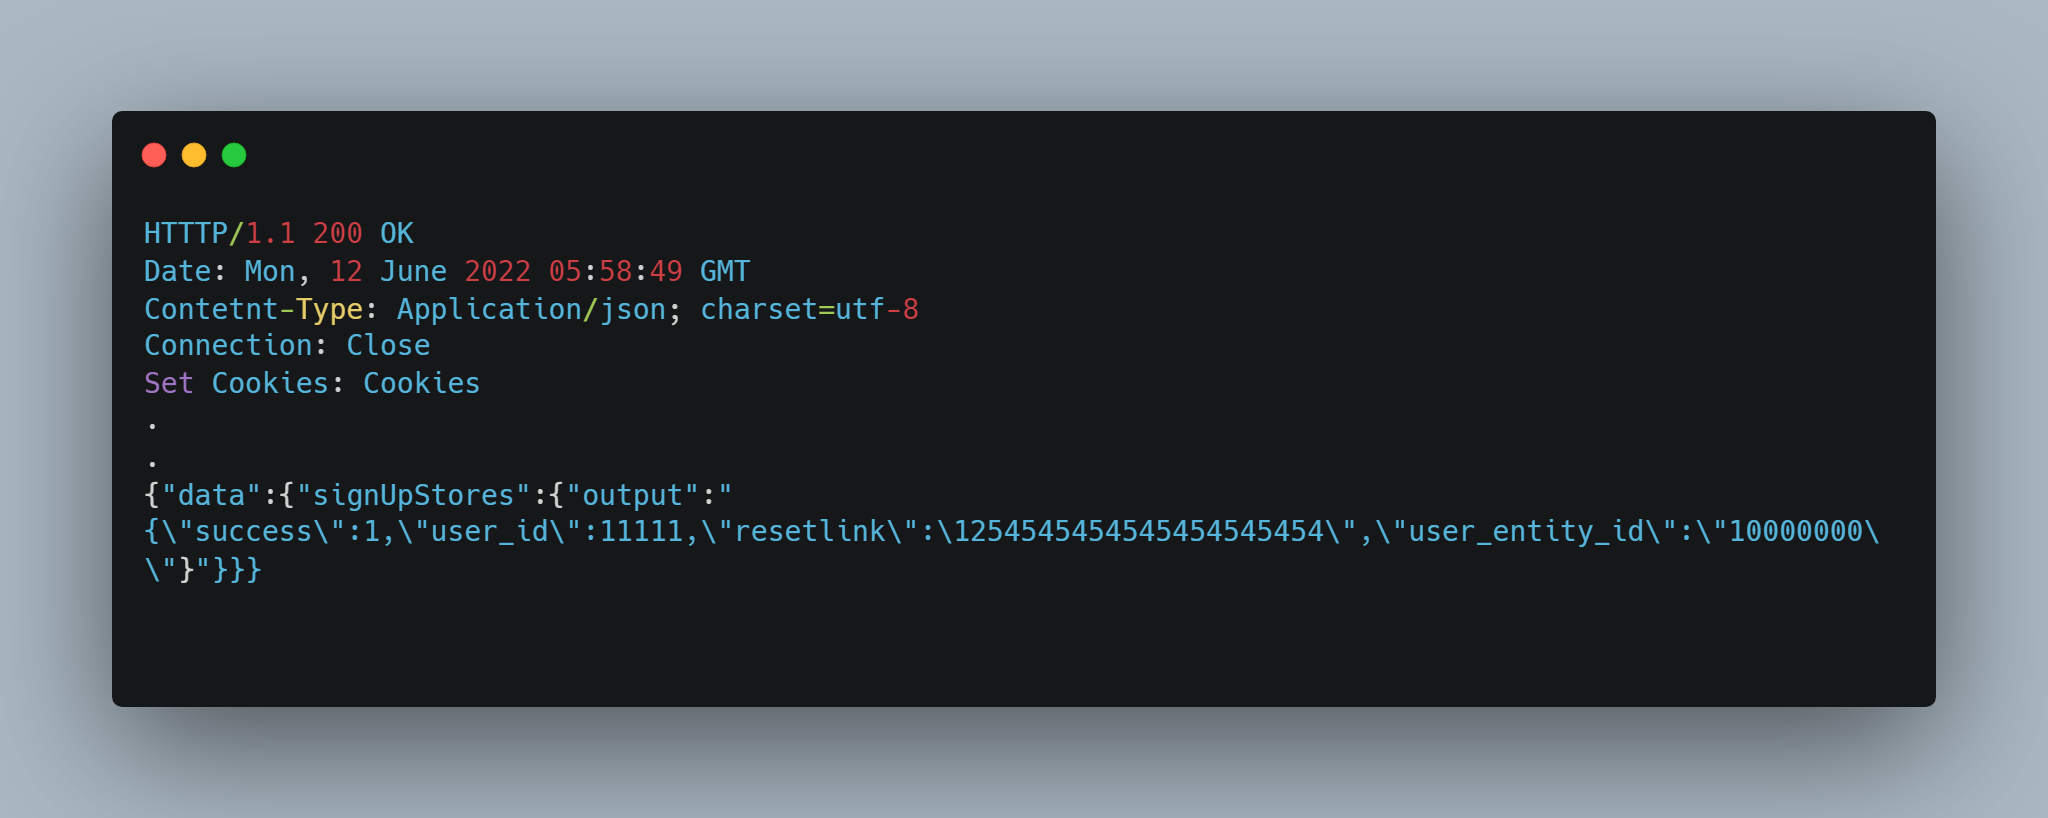 HTTTP/1.1 200 OK
Date: Mon, 12 June 2022 05:58:49 GMT
Contetnt-Type: Application/json; charset=utf-8
Connection: Close
Set Cookies: Cookies
.
.
{"data":{"signUpStores":{"output":"
{\"success\":1,\"user_id\":11111,\"resetlink\":\1254545454545454545454\",\"user_entity_id\":\"10000000\
\"}"}}}